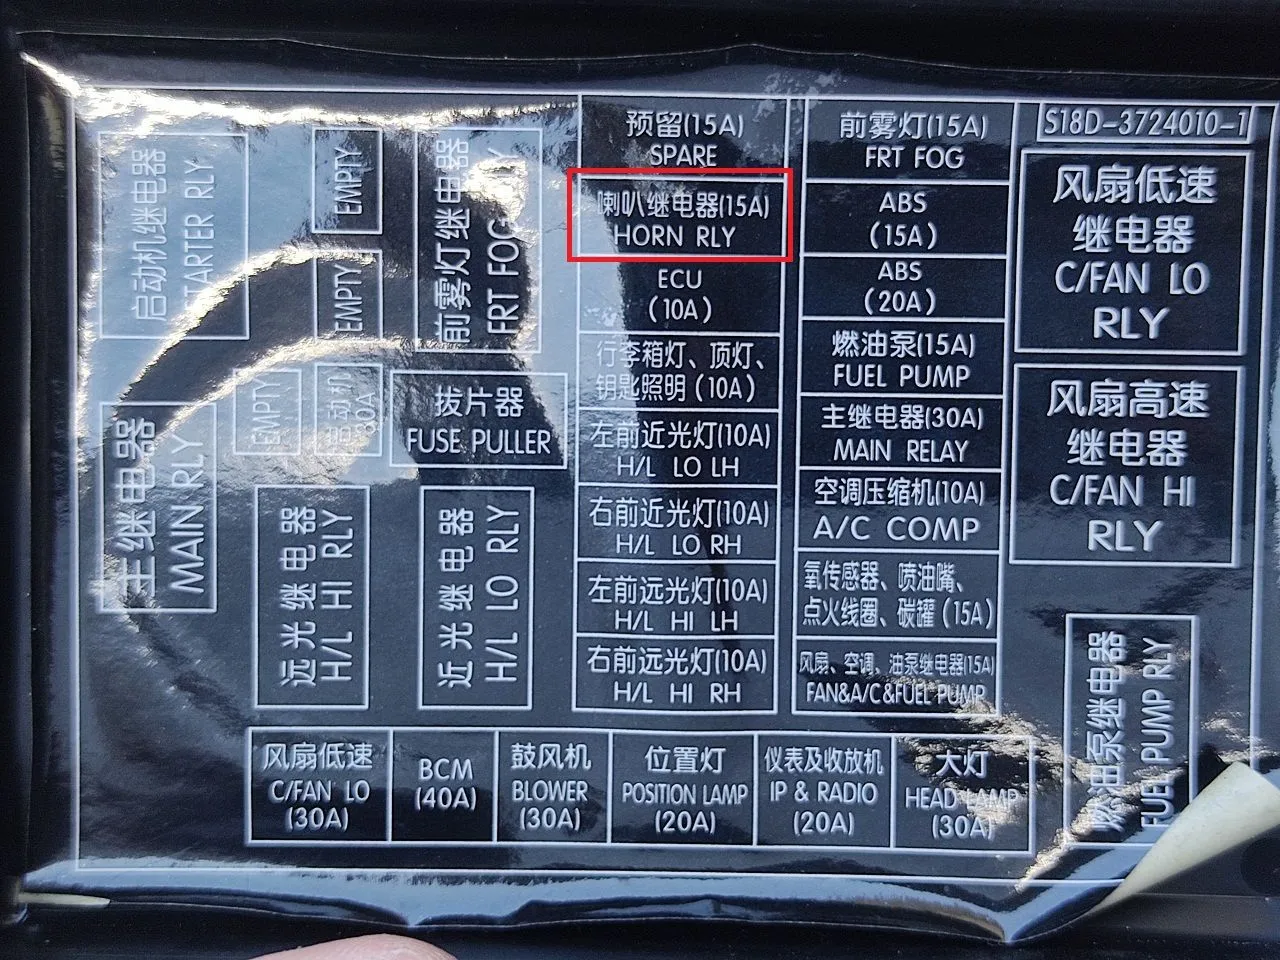 启动机继电器
STARTER RLY
EMPTY
EMPTY
前雾灯继电器
FRT FOG
主继电器
MAIN RLY
EMPTY
启动机
30A
拔片器
FUSE PULLER
远光继电器
H/L HI RLY
近光继电器
H/L LO RLY
预留(15A)
SPARE
喇叭继电器(15A)
HORN RLY
ECU
(10A)
行李箱灯、顶灯、
钥匙照明(10A)
左前近光灯(10A)
H/L LO LH
右前近光灯(10A)
H/L LO RH
左前远光灯(10A)
H/L HI LH
右前远光灯(10A)
H/L HI RH
前雾灯(15A)
FRT FOG
ABS
(15A)
ABS
(20A)
燃油泵(15A)
FUEL PUMP
主继电器(30A)
MAIN RELAY
空调压缩机(10A)
A/C COMP
氧传感器、喷油嘴、
点火线圈、碳罐(15A)
风扇、空调、油泵继电器(15A)
FAN&A/C&FUEL PUMP
S18D-3724010-1
风扇低速
继电器
C/FAN LO
RLY
风扇高速
继电器
C/FAN HI
RLY
燃油泵继电器
FUEL PUMP RLY
风扇低速
C/FAN LO
(30A)
BCM
(40A)
鼓风机
BLOWER
(30A)
位置灯
POSITION LAMP
(20A)
仪表及收放机
IP & RADIO
(20A)
大灯
HEAD LAMP
(30A)